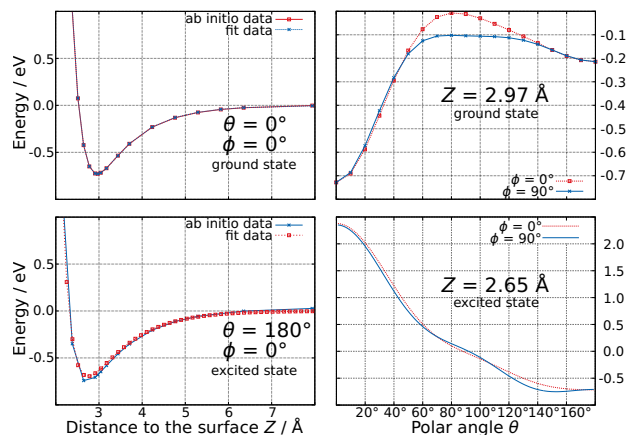 ab initio data
fit data
0.5
0.0
-0.5
Energy / eV
θ = 0°
ϕ = 0°
ground state
-0.1
-0.2
-0.3
-0.4
-0.5
-0.6
-0.7
Z = 2.97 Å
ground state
ϕ = 0°
ϕ = 90°
ab initio data
fit data
0.5
0.0
-0.5
Energy / eV
θ = 180°
ϕ = 0°
excited state
3 4 5 6 7
Distance to the surface Z / Å
ϕ = 0°
ϕ = 90°
2.0
1.5
1.0
0.5
0.0
-0.5
Z = 2.65 Å
excited state
20° 40° 60° 80° 100° 120° 140° 160°
Polar angle θ